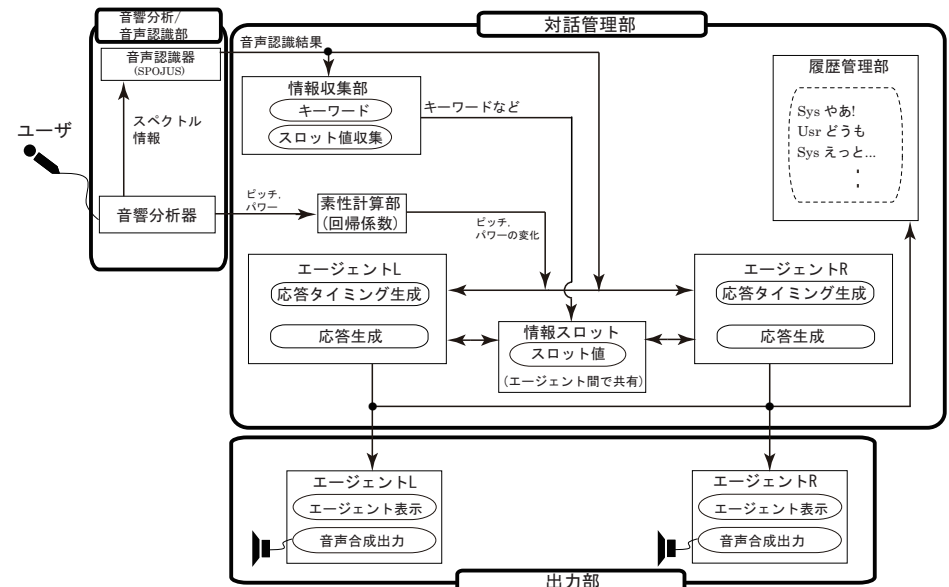 音響分析/
音声認識部
対話管理部
音声認識器
(SPOJUS)
音声認識結果
情報収集部
キーワード
スロット値収集
キーワードなど
履歴管理部
Sys やあ!
Usr どうも
Sys えっと...
:
スペクトル
情報
ユーザ
音響分析器
ピッチ,
パワー
素性計算部
(回帰係数)
ピッチ,
パワーの変化
エージェントL
応答タイミング生成
応答生成
エージェントR
応答タイミング生成
応答生成
情報スロット
スロット値
(エージェント間で共有)
エージェントL
エージェント表示
音声合成出力
エージェントR
エージェント表示
音声合成出力
出力部